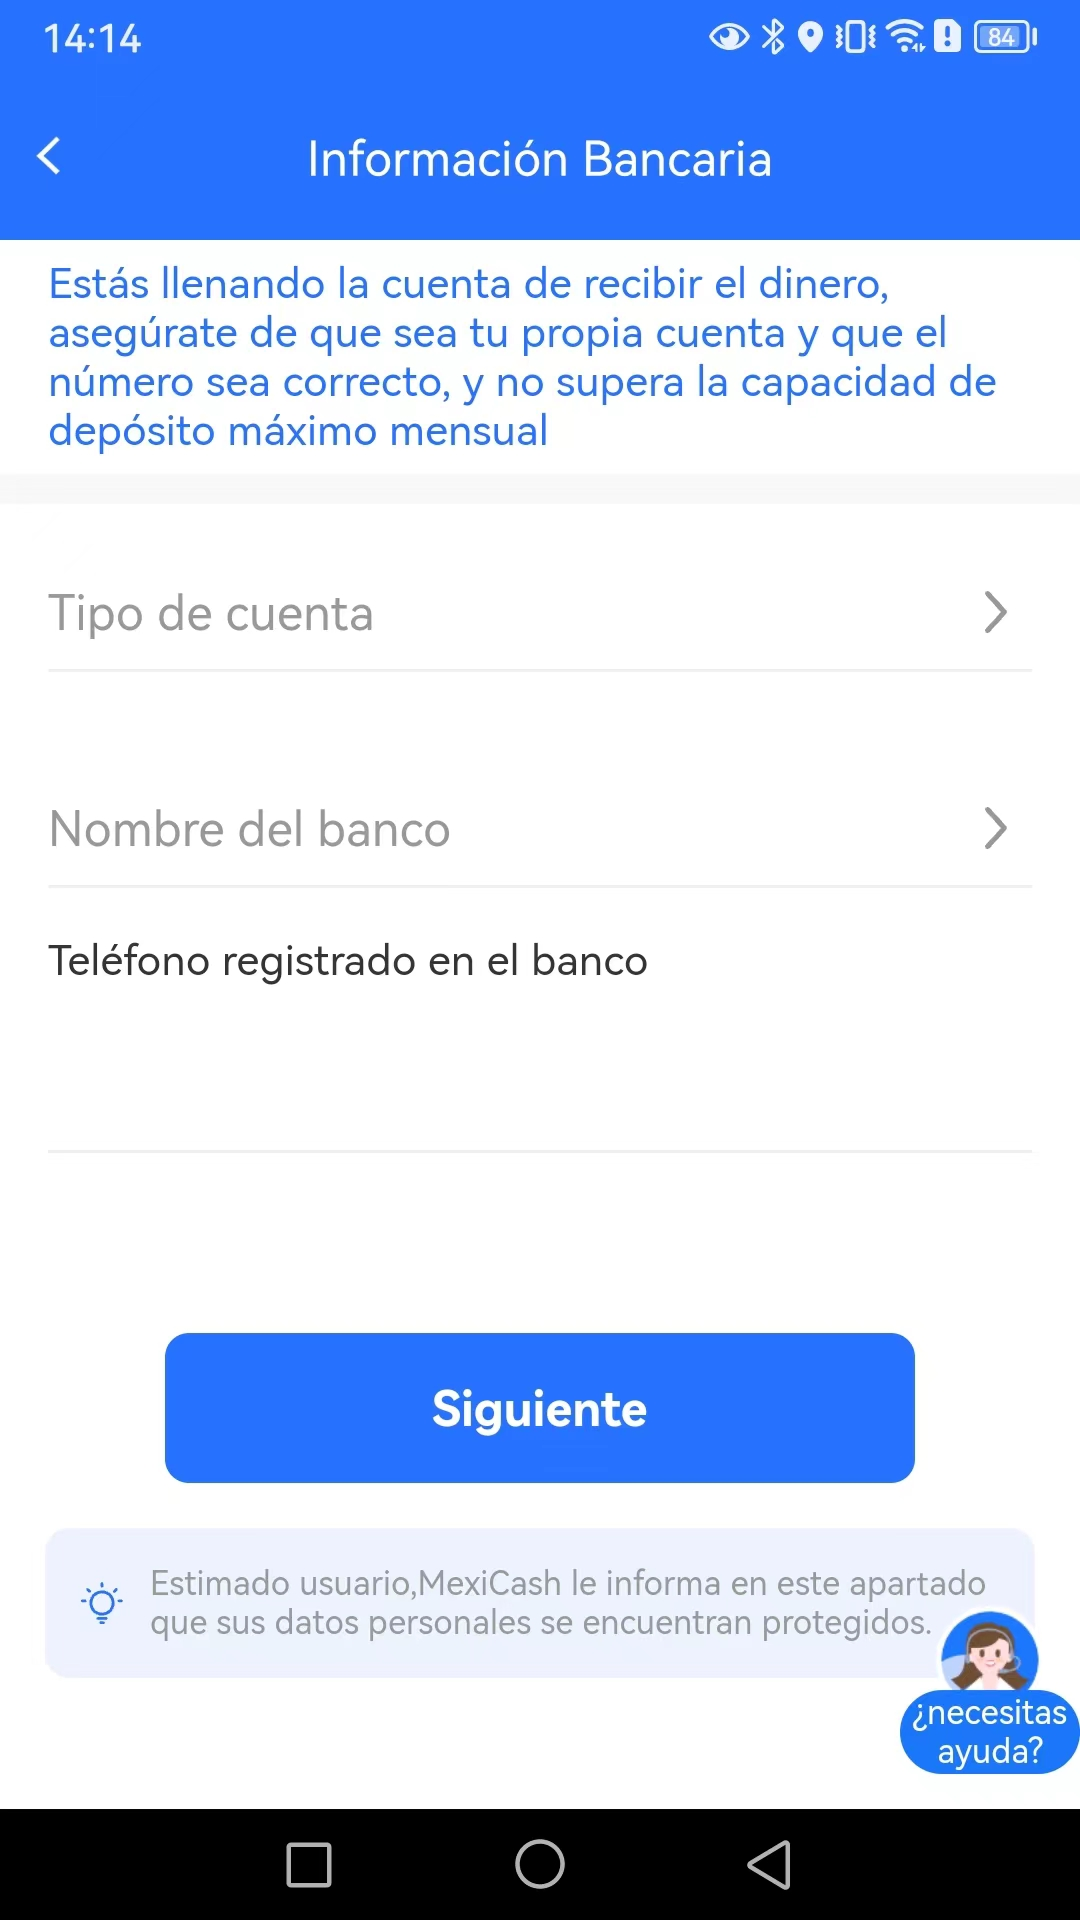 14:14
84
Información Bancaria
Estás llenando la cuenta de recibir el dinero,
asegúrate de que sea tu propia cuenta y que el
número sea correcto, y no supera la capacidad de
depósito máximo mensual
Tipo de cuenta
Nombre del banco
Teléfono registrado en el banco
Siguiente
Estimado usuario,MexiCash le informa en este apartado
que sus datos personales se encuentran protegidos.
¿necesitas
ayuda?